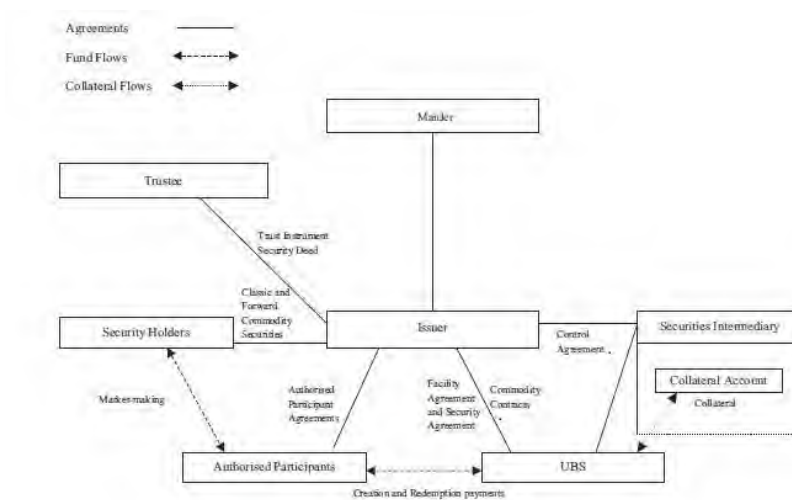 Agreements
Fund Flows
Collateral Flows
Manler
Trustee
Trust Instrument
Security Deed
Classic and
Forward
Commodity
Securities
Security Holders
Issuer
Control
Agreement
Securities Intermediary
Collateral Account
Collateral
Market-making
Authorised
Participant
Agreements
Facility
Agreement
and Security
Agreement
Commodity
Contracts
Authorised Participants
UBS
Creation and Redemption payments